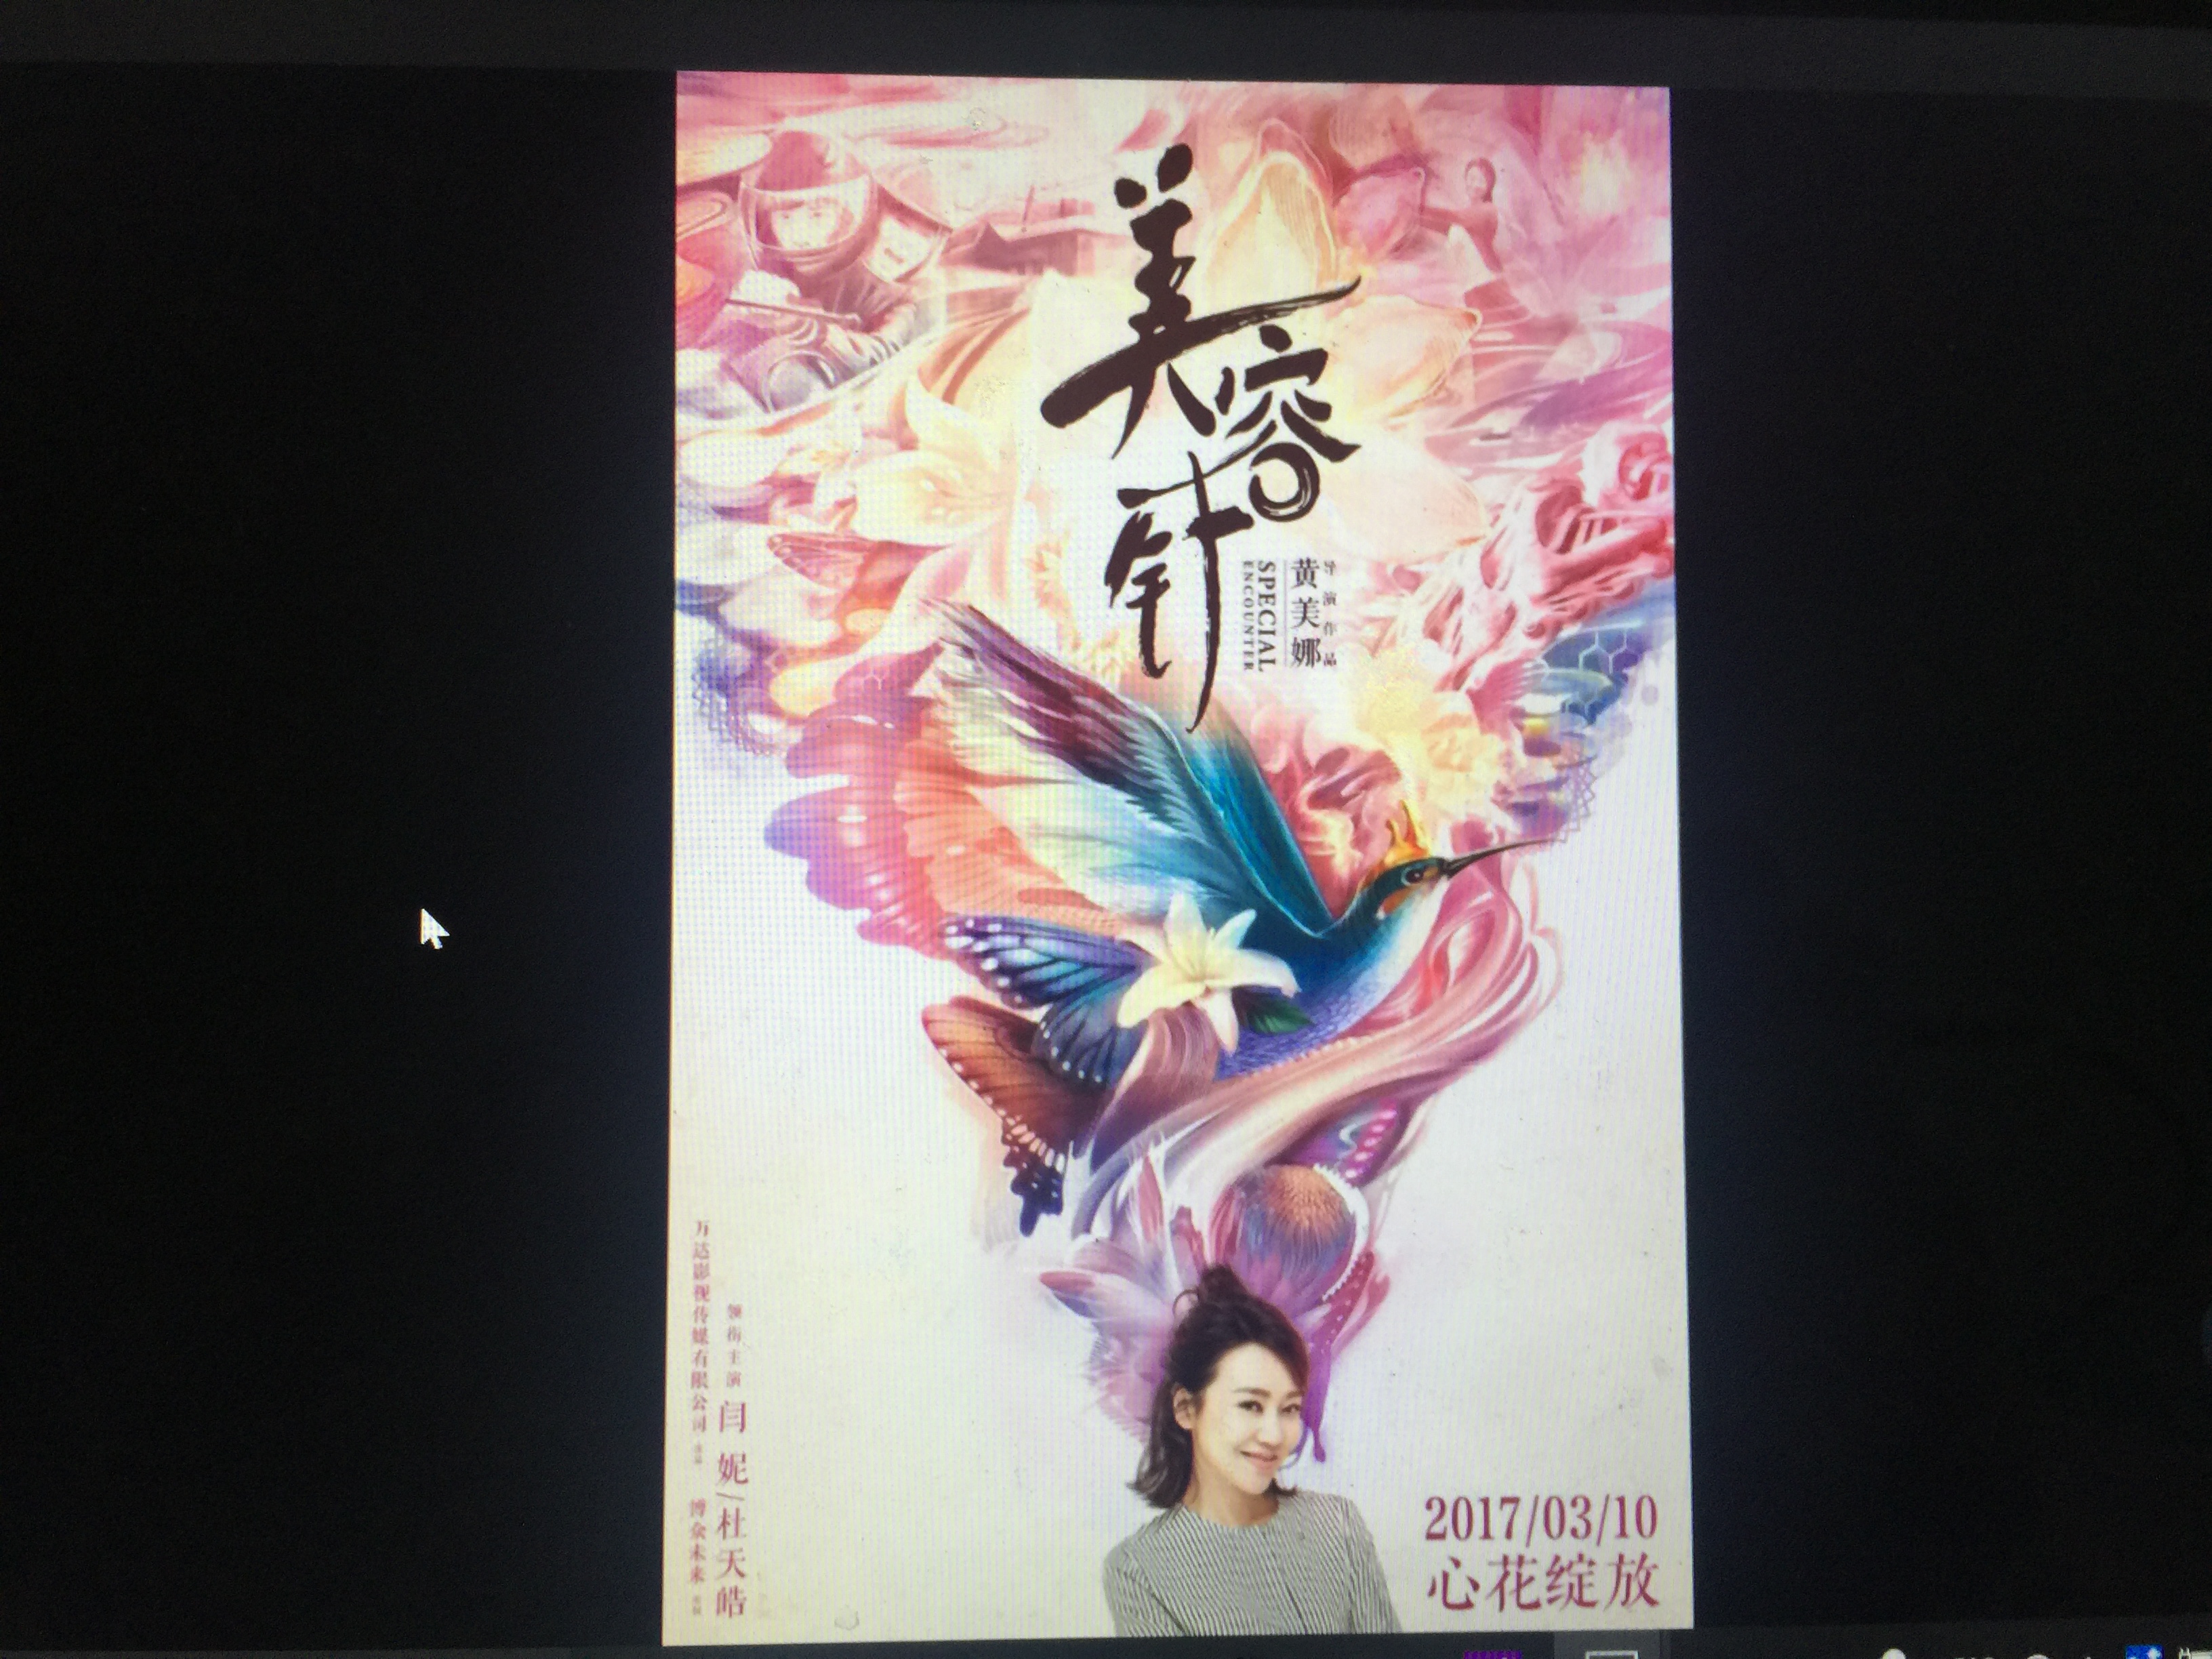 美容针
导演作品
黄美娜
SPECIAL
ENCOUNTER
领衔主演 闫妮/杜天皓
万达影视传媒有限公司 博众未来
2017/03/10
心花绽放